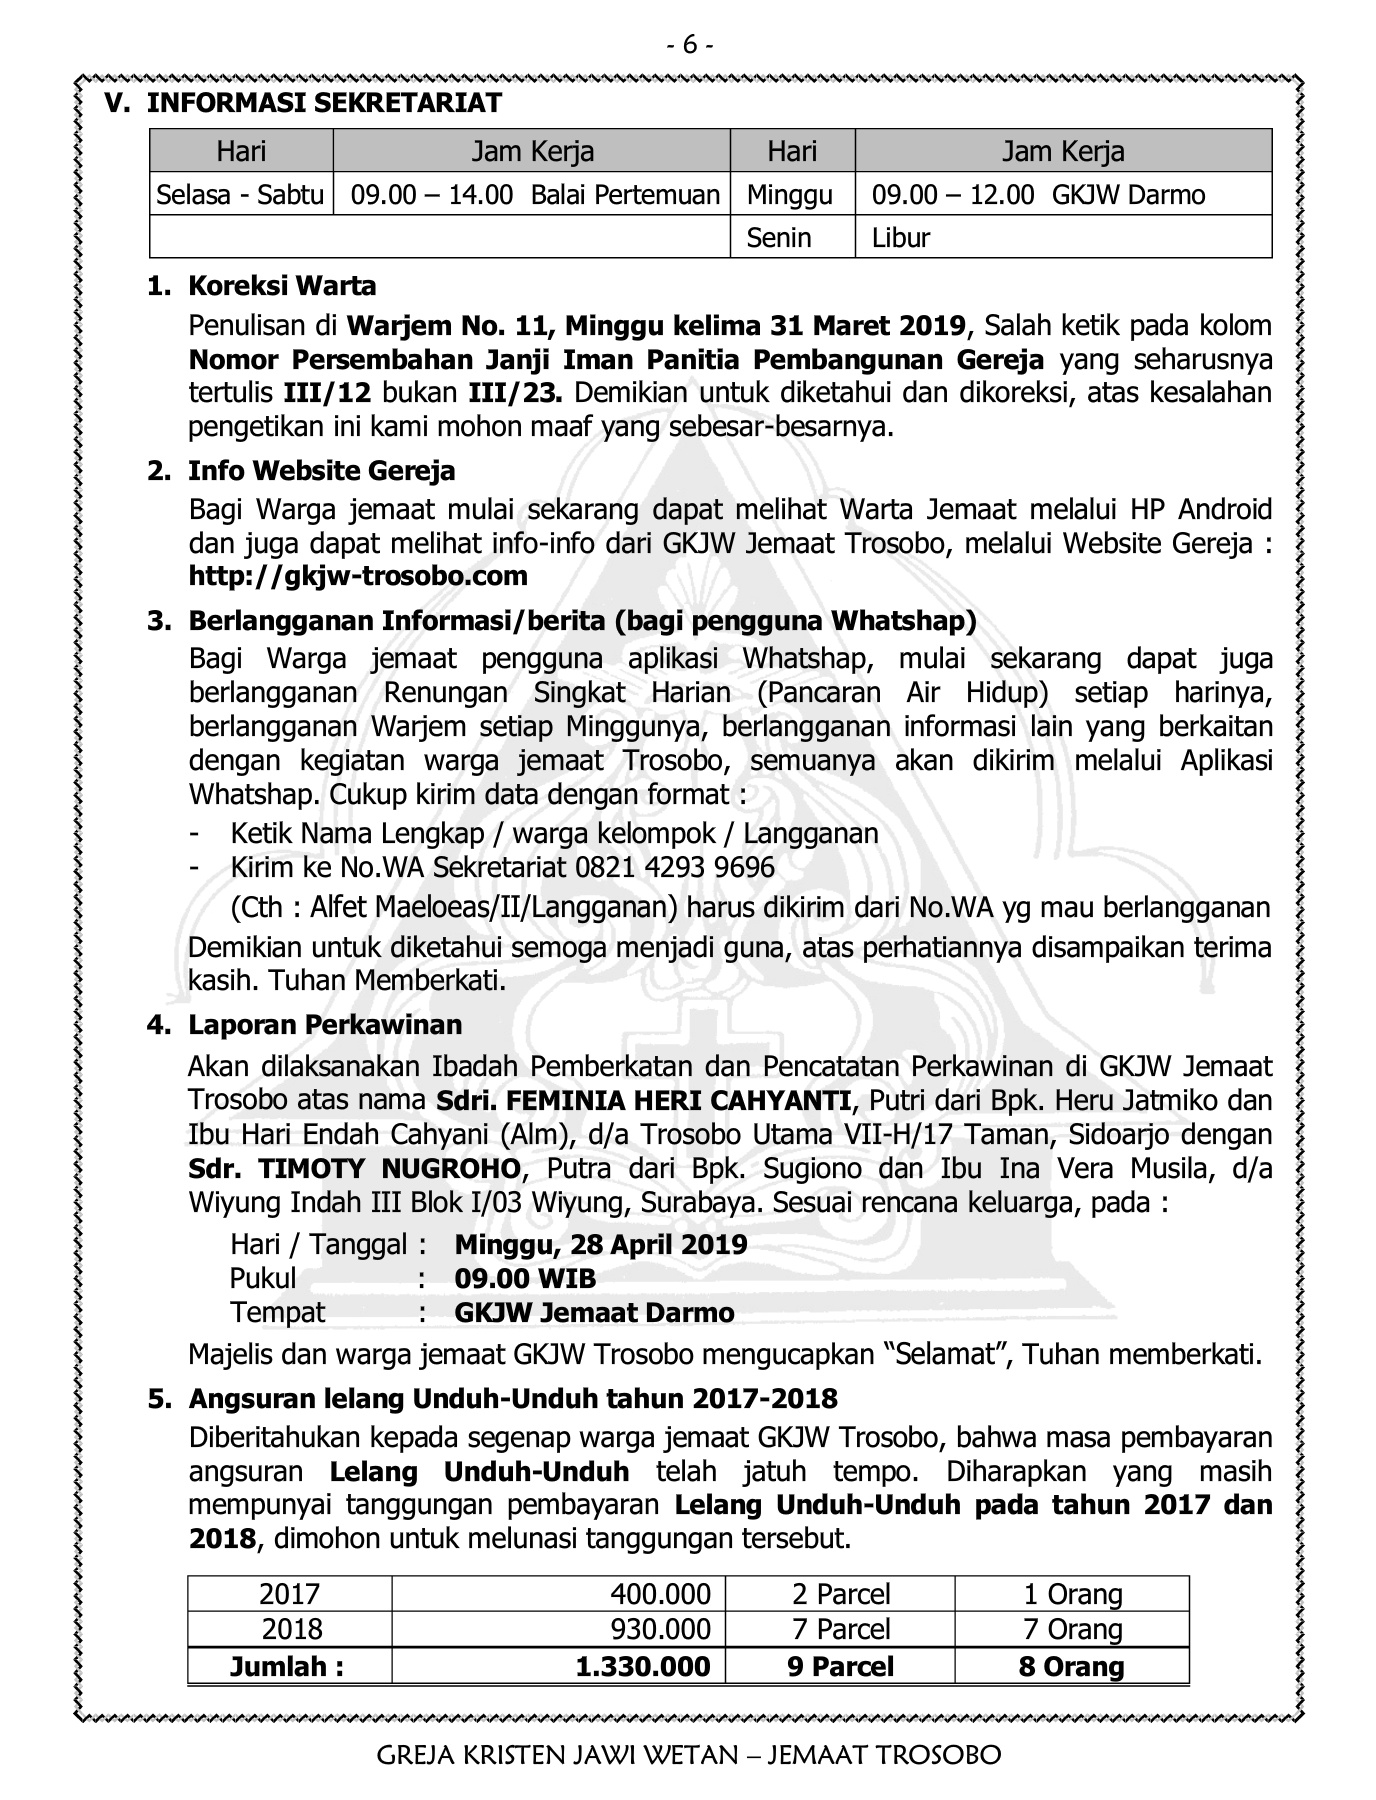 - 6 -
V. INFORMASI SEKRETARIAT
Hari Jam Kerja Hari Jam Kerja
Selasa - Sabtu 09.00 – 14.00 Balai Pertemuan Minggu 09.00 – 12.00 GKJW Darmo
Senin Libur
1. Koreksi Warta
Penulisan di Warjem No. 11, Minggu kelima 31 Maret 2019, Salah ketik pada kolom
Nomor Persembahan Janji Iman Panitia Pembangunan Gereja yang seharusnya
tertulis III/12 bukan III/23. Demikian untuk diketahui dan dikoreksi, atas kesalahan
pengetikan ini kami mohon maaf yang sebesar-besarnya.
2. Info Website Gereja
Bagi Warga jemaat mulai sekarang dapat melihat Warta Jemaat melalui HP Android
dan juga dapat melihat info-info dari GKJW Jemaat Trosobo, melalui Website Gereja :
http://gkjw-trosobo.com
3. Berlangganan Informasi/berita (bagi pengguna Whatshap)
Bagi Warga jemaat pengguna aplikasi Whatshap, mulai sekarang dapat juga
berlangganan Renungan Singkat Harian (Pancaran Air Hidup) setiap harinya,
berlangganan Warjem setiap Minggunya, berlangganan informasi lain yang berkaitan
dengan kegiatan warga jemaat Trosobo, semuanya akan dikirim melalui Aplikasi
Whatshap. Cukup kirim data dengan format :
- Ketik Nama Lengkap / warga kelompok / Langganan
- Kirim ke No.WA Sekretariat 0821 4293 9696
(Cth : Alfet Maeloeas/II/Langganan) harus dikirim dari No.WA yg mau berlangganan
Demikian untuk diketahui semoga menjadi guna, atas perhatiannya disampaikan terima
kasih. Tuhan Memberkati.
4. Laporan Perkawinan
Akan dilaksanakan Ibadah Pemberkatan dan Pencatatan Perkawinan di GKJW Jemaat
Trosobo atas nama Sdri. FEMINIA HERI CAHYANTI, Putri dari Bpk. Heru Jatmiko dan
Ibu Hari Endah Cahyani (Alm), d/a Trosobo Utama VII-H/17 Taman, Sidoarjo dengan
Sdr. TIMOTY NUGROHO, Putra dari Bpk. Sugiono dan Ibu Ina Vera Musila, d/a
Wiyung Indah III Blok I/03 Wiyung, Surabaya. Sesuai rencana keluarga, pada :
Hari / Tanggal : Minggu, 28 April 2019
Pukul : 09.00 WIB
Tempat : GKJW Jemaat Darmo
Majelis dan warga jemaat GKJW Trosobo mengucapkan “Selamat”, Tuhan memberkati.
5. Angsuran lelang Unduh-Unduh tahun 2017-2018
Diberitahukan kepada segenap warga jemaat GKJW Trosobo, bahwa masa pembayaran
angsuran Lelang Unduh-Unduh telah jatuh tempo. Diharapkan yang masih
mempunyai tanggungan pembayaran Lelang Unduh-Unduh pada tahun 2017 dan
2018, dimohon untuk melunasi tanggungan tersebut.
2017 400.000 2 Parcel 1 Orang
2018 930.000 7 Parcel 7 Orang
Jumlah : 1.330.000 9 Parcel 8 Orang
GREJA KRISTEN JAWI WETAN – JEMAAT TROSOBO